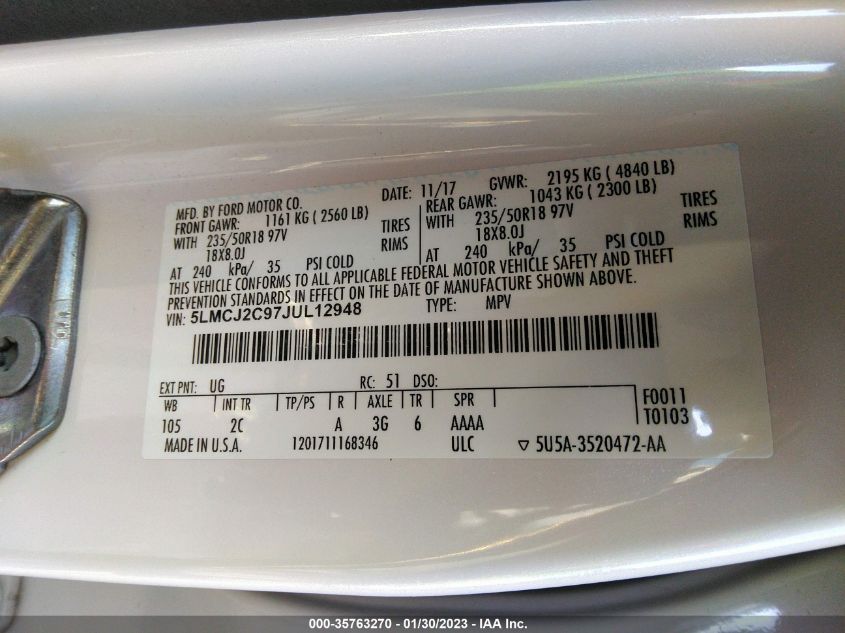 MFD. BY FORD MOTOR CO. DATE: 11/17 GVWR: 2195 KG ( 4840 LB)
FRONT GAWR: 1161 KG ( 2560 LB) REAR GAWR: 1043 KG ( 2300 LB)
WITH 235/50R18 97V TIRES WITH 235/50R18 97V TIRES
18X8.0J RIMS 18X8.0J RIMS
AT 240 kPa/ 35 PSI COLD AT 240 kPa/ 35 PSI COLD
THIS VEHICLE CONFORMS TO ALL APPLICABLE FEDERAL MOTOR VEHICLE SAFETY AND THEFT
PREVENTION STANDARDS IN EFFECT ON THE DATE OF MANUFACTURE SHOWN ABOVE.
VIN: 5LMCJ2C97JUL12948 TYPE: MPV
EXT PNT: UG RC: 51 DSO:
WB INT TR TP/PS R AXLE TR SPR F0011
105 2C A 3G 6 AAAA T0103
MADE IN U.S.A. 1201711168346 ULC ▽ 5U5A-3520472-AA
000-35763270 - 01/30/2023 - IAA Inc.